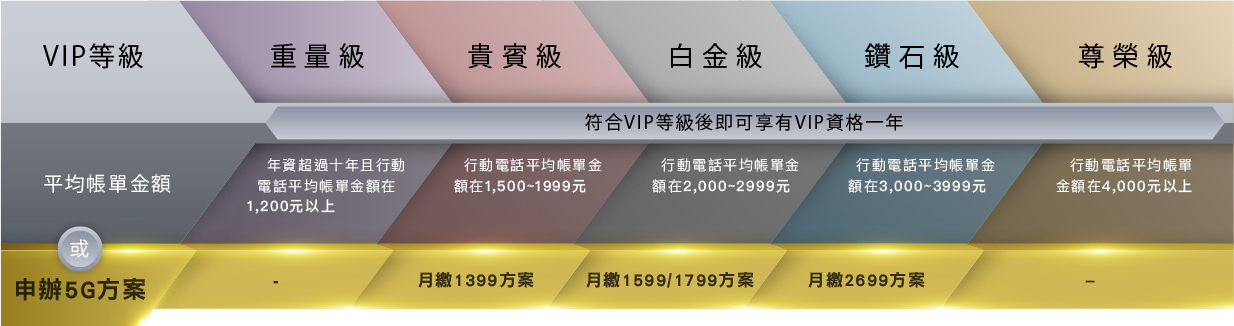 VIP等級
重量級
貴賓級
白金級
鑽石級
尊榮級
符合VIP等級後即可享有VIP資格一年
平均帳單金額
年資超過十年且行動
電話平均帳單金額在
1,200元以上
行動電話平均帳單金
額在1,500~1999元
行動電話平均帳單金
額在2,000~2999元
行動電話平均帳單金
額在3,000~3999元
行動電話平均帳單
金額在4,000元以上
或
申辦5G方案
-
月繳1399方案
月繳1599/1799方案
月繳2699方案
–